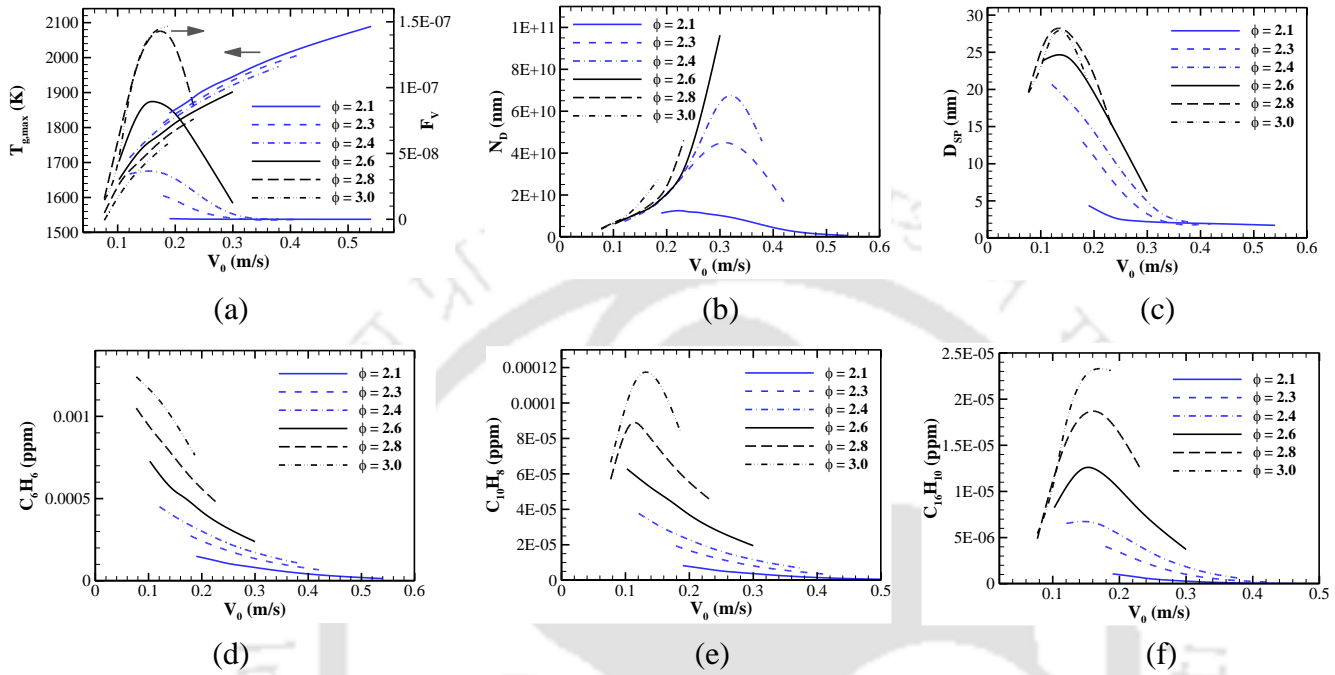 T_g,max (K)
2100
2000
1900
1800
1700
1600
1500
1.5E-07
1E-07
5E-08
0
F_V
0.1 0.2 0.3 0.4 0.5
V_0 (m/s)
ϕ = 2.1
ϕ = 2.3
ϕ = 2.4
ϕ = 2.6
ϕ = 2.8
ϕ = 3.0
(a)
N_D (nm)
1E+11
8E+10
6E+10
4E+10
2E+10
0
0 0.1 0.2 0.3 0.4 0.5 0.6
V_0 (m/s)
ϕ = 2.1
ϕ = 2.3
ϕ = 2.4
ϕ = 2.6
ϕ = 2.8
ϕ = 3.0
(b)
D_SP (nm)
30
25
20
15
10
5
0
0 0.1 0.2 0.3 0.4 0.5 0.6
V_0 (m/s)
ϕ = 2.1
ϕ = 2.3
ϕ = 2.4
ϕ = 2.6
ϕ = 2.8
ϕ = 3.0
(c)
C_6H_6 (ppm)
0.001
0.0005
0
0 0.1 0.2 0.3 0.4 0.5 0.6
V_0 (m/s)
ϕ = 2.1
ϕ = 2.3
ϕ = 2.4
ϕ = 2.6
ϕ = 2.8
ϕ = 3.0
(d)
C_10H_8 (ppm)
0.00012
0.0001
8E-05
6E-05
4E-05
2E-05
0
0 0.1 0.2 0.3 0.4 0.5
V_0 (m/s)
ϕ = 2.1
ϕ = 2.3
ϕ = 2.4
ϕ = 2.6
ϕ = 2.8
ϕ = 3.0
(e)
C_16H_10 (ppm)
2.5E-05
2E-05
1.5E-05
1E-05
5E-06
0
0.1 0.2 0.3 0.4 0.5
V_0 (m/s)
ϕ = 2.1
ϕ = 2.3
ϕ = 2.4
ϕ = 2.6
ϕ = 2.8
ϕ = 3.0
(f)